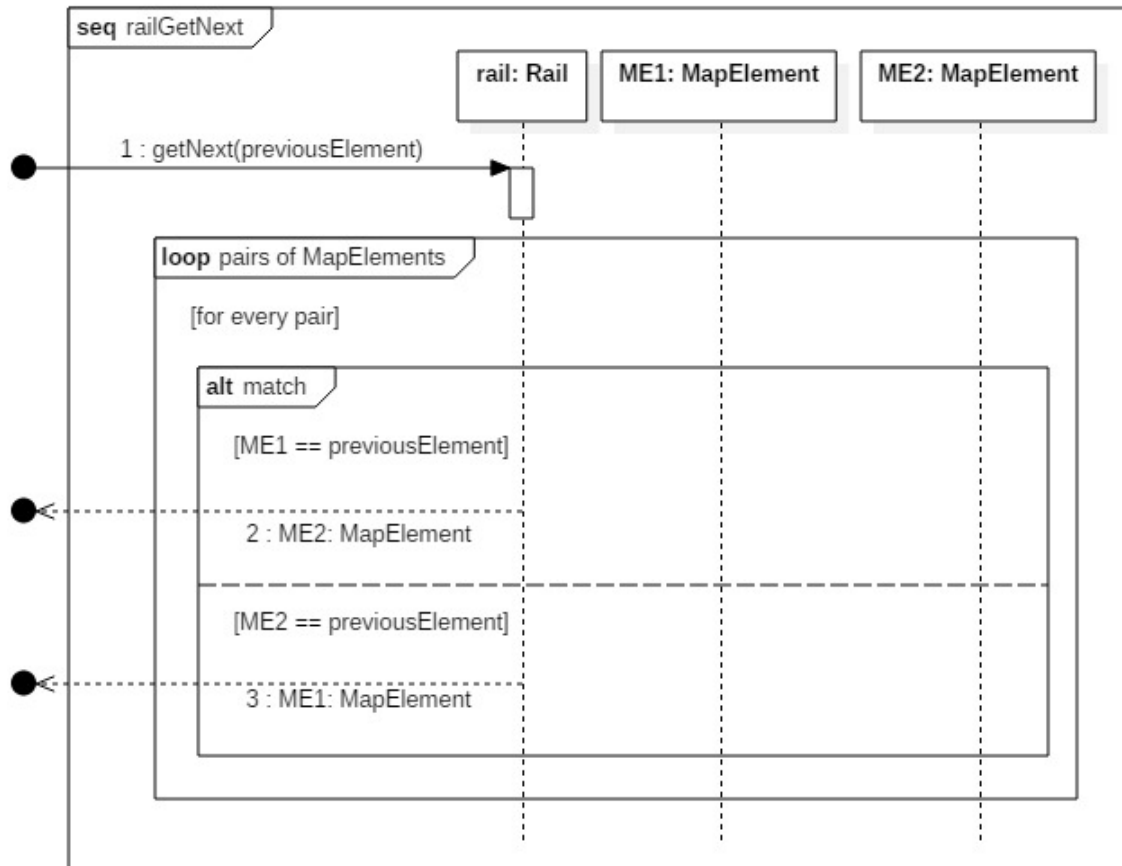 seq railGetNext
rail: Rail
ME1: MapElement
ME2: MapElement
1 : getNext(previousElement)
loop pairs of MapElements
[for every pair]
alt match
[ME1 == previousElement]
2 : ME2: MapElement
[ME2 == previousElement]
3 : ME1: MapElement